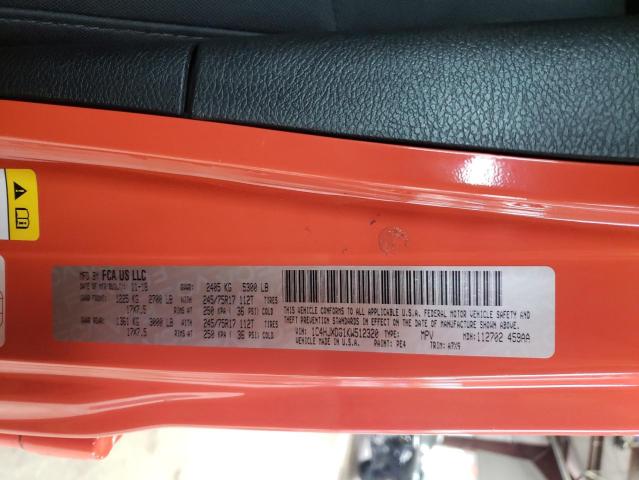 MFD BY FCA US LLC
DATE OF MFR 11-18 GVWR 2405 KG 5300 LB
GAWR FRONT: 1225 KG 2700 LB WITH 245/75R17 112T TIRES
17X7.5 RIMS AT 250 KPA ( 36 PSI) COLD
GAWR REAR: 1361 KG 3000 LB WITH 245/75R17 112T TIRES
17X7.5 RIMS AT 250 KPA ( 36 PSI) COLD
THIS VEHICLE CONFORMS TO ALL APPLICABLE U.S.A. FEDERAL MOTOR VEHICLE SAFETY AND
THEFT PREVENTION STANDARDS IN EFFECT ON THE DATE OF MANUFACTURE SHOWN ABOVE.
VIN: 1C4HJXDG1KW512320 TYPE: MPV MDH: 112702 459AA
VEHICLE MADE IN U.S.A. PAINT: PE4 TRIM: A7X9